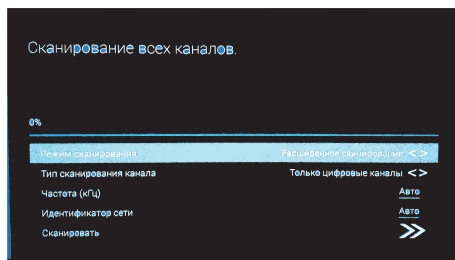 Сканирование всех каналов.
0%
Режим сканирования Расширенное сканирование <>
Тип сканирования канала Только цифровые каналы <>
Частота (кГц) Авто
Идентификатор сети Авто
Сканировать >>